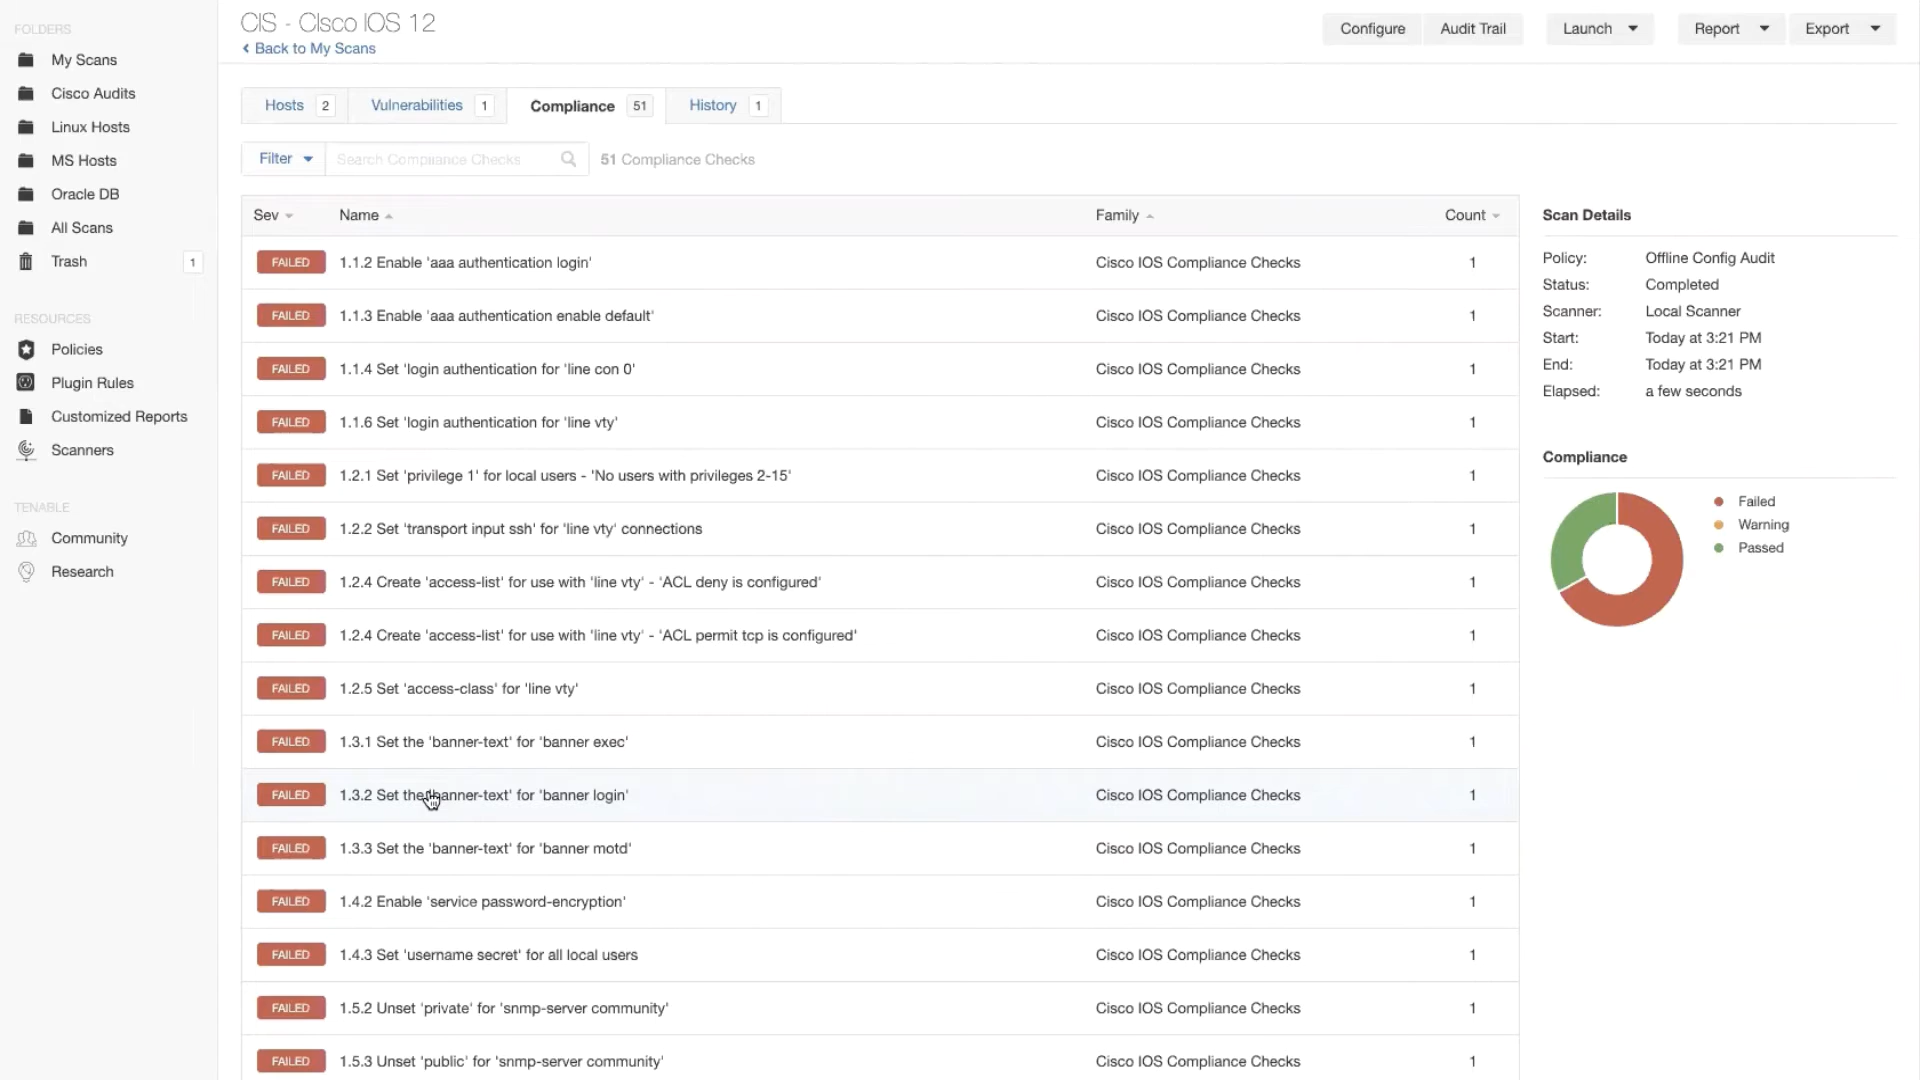 FOLDERS
My Scans
Cisco Audits
Linux Hosts
MS Hosts
Oracle DB
All Scans
Trash 1
RESOURCES
Policies
Plugin Rules
Customized Reports
Scanners
TENABLE
Community
Research
CIS - CIsco IOS 12
Back to My Scans
Configure Audit Trail Launch Report Export
Hosts 2 Vulnerabilities 1 Compliance 51 History 1
Filter Search Compliance Checks 51 Compliance Checks
Sev Name Family Count
FAILED 1.1.2 Enable 'aaa authentication login' Cisco IOS Compliance Checks 1
FAILED 1.1.3 Enable 'aaa authentication enable default' Cisco IOS Compliance Checks 1
FAILED 1.1.4 Set 'login authentication for 'line con 0' Cisco IOS Compliance Checks 1
FAILED 1.1.6 Set 'login authentication for 'line vty' Cisco IOS Compliance Checks 1
FAILED 1.2.1 Set 'privilege 1' for local users - 'No users with privileges 2-15' Cisco IOS Compliance Checks 1
FAILED 1.2.2 Set 'transport input ssh' for 'line vty' connections Cisco IOS Compliance Checks 1
FAILED 1.2.4 Create 'access-list' for use with 'line vty' - 'ACL deny is configured' Cisco IOS Compliance Checks 1
FAILED 1.2.4 Create 'access-list' for use with 'line vty' - 'ACL permit tcp is configured' Cisco IOS Compliance Checks 1
FAILED 1.2.5 Set 'access-class' for 'line vty' Cisco IOS Compliance Checks 1
FAILED 1.3.1 Set the 'banner-text' for 'banner exec' Cisco IOS Compliance Checks 1
FAILED 1.3.2 Set the 'banner-text' for 'banner login' Cisco IOS Compliance Checks 1
FAILED 1.3.3 Set the 'banner-text' for 'banner motd' Cisco IOS Compliance Checks 1
FAILED 1.4.2 Enable 'service password-encryption' Cisco IOS Compliance Checks 1
FAILED 1.4.3 Set 'username secret' for all local users Cisco IOS Compliance Checks 1
FAILED 1.5.2 Unset 'private' for 'snmp-server community' Cisco IOS Compliance Checks 1
FAILED 1.5.3 Unset 'public' for 'snmp-server community' Cisco IOS Compliance Checks 1
Scan Details
Policy: Offline Config Audit
Status: Completed
Scanner: Local Scanner
Start: Today at 3:21 PM
End: Today at 3:21 PM
Elapsed: a few seconds
Compliance
Failed
Warning
Passed